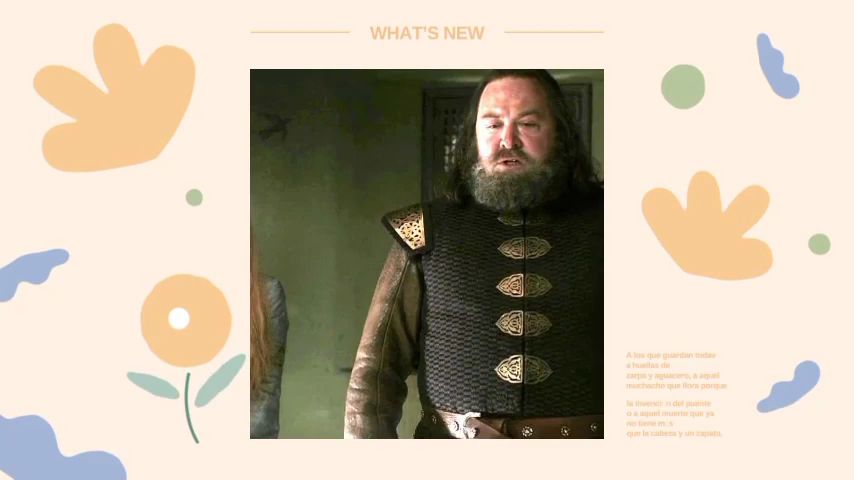 WHAT'S NEW
A los que guardan todav
e huellas de
zarpa y aguacero, a aquel
muchacho que llora porque
la invenci n del poeme
o a aquel muerto que ya
no tiene
que la cabeza y un zapato,